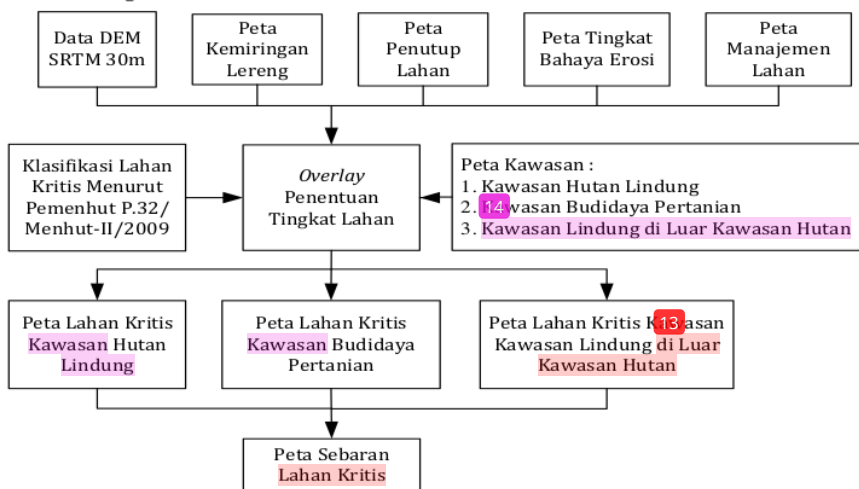 Data DEM
SRTM 30m
Peta
Kemiringan
Lereng
Peta
Penutup
Lahan
Peta Tingkat
Bahaya Erosi
Peta
Manajemen
Lahan
Klasifikasi Lahan
Kritis Menurut
Pemenhut P.32/
Menhut-II/2009
Overlay
Penentuan
Tingkat Lahan
Peta Kawasan :
1. Kawasan Hutan Lindung
2. 14 wasan Budidaya Pertanian
3. Kawasan Lindung di Luar Kawasan Hutan
Peta Lahan Kritis
Kawasan Hutan
Lindung
Peta Lahan Kritis
Kawasan Budidaya
Pertanian
Peta Lahan Kritis K 13 asan
Kawasan Lindung di Luar
Kawasan Hutan
Peta Sebaran
Lahan Kritis